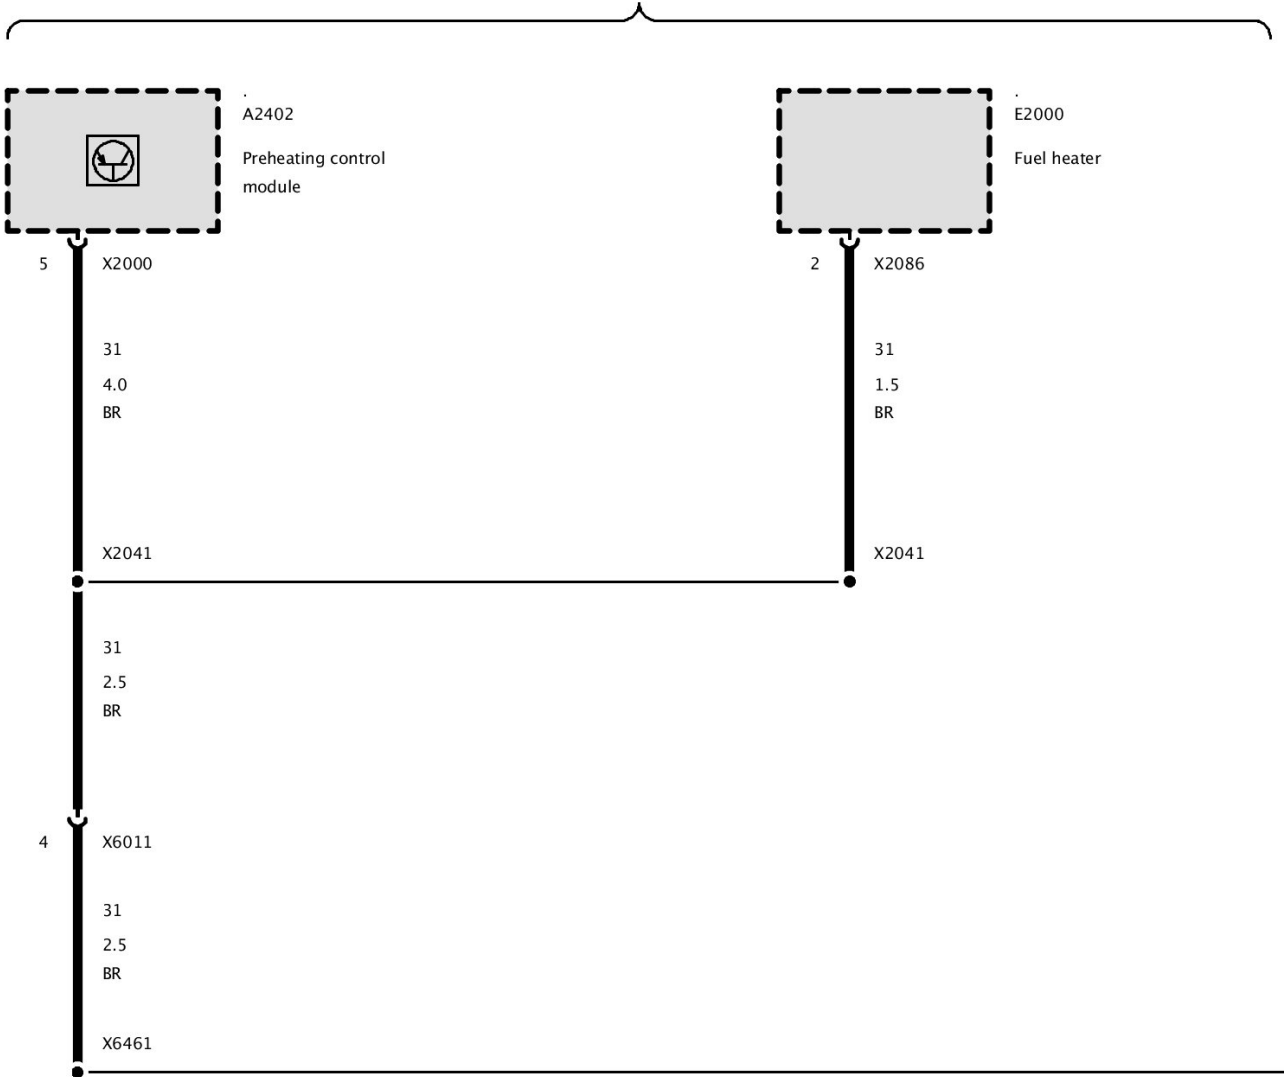 .
A2402
Preheating control
module
5 X2000
31
4.0
BR
X2041
31
2.5
BR
4 X6011
31
2.5
BR
X6461
.
E2000
Fuel heater
2 X2086
31
1.5
BR
X2041